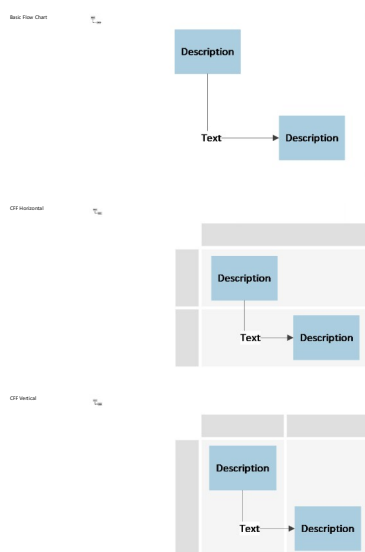 Basic Flow Chart
Description
Text
Description
CFF Horizontal
Description
Text
Description
CFF Vertical
Description
Text
Description